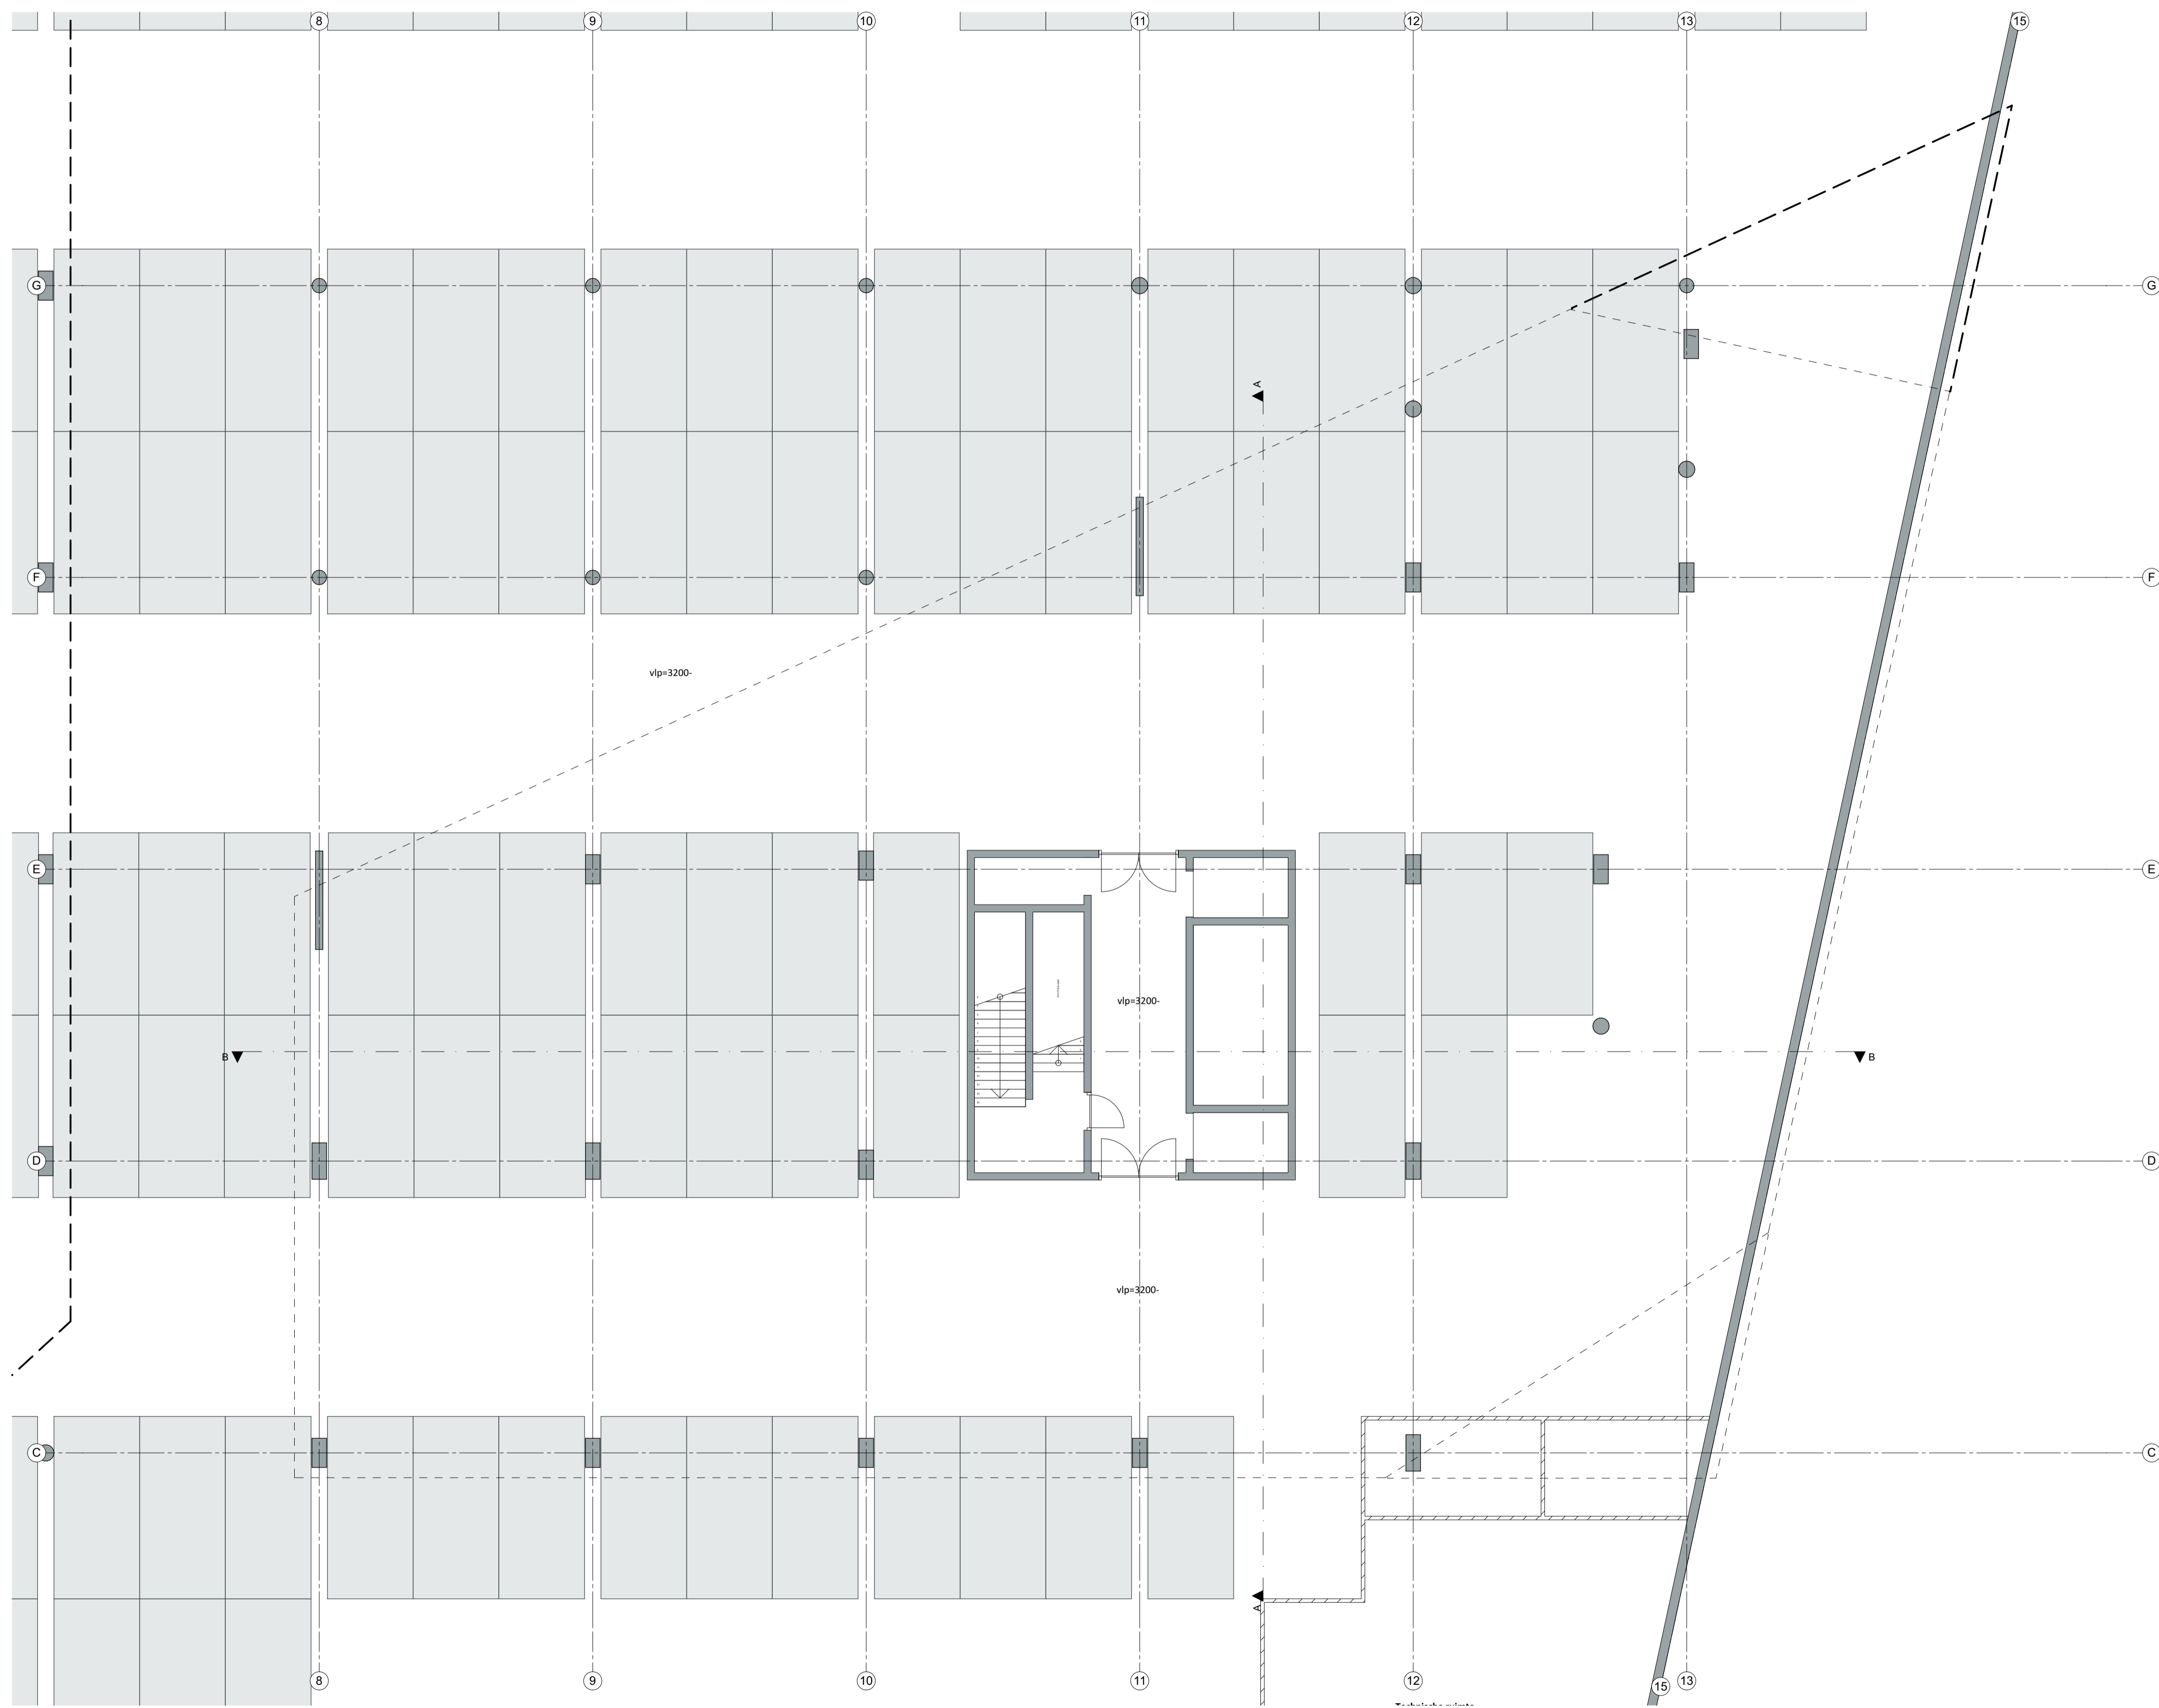 8 9 10 11 12 13 15
G G
A
F F
vlp=3200-
E E
vlp=3200-
B B
D D
vlp=3200-
C C
A
8 9 10 11 12 15 13